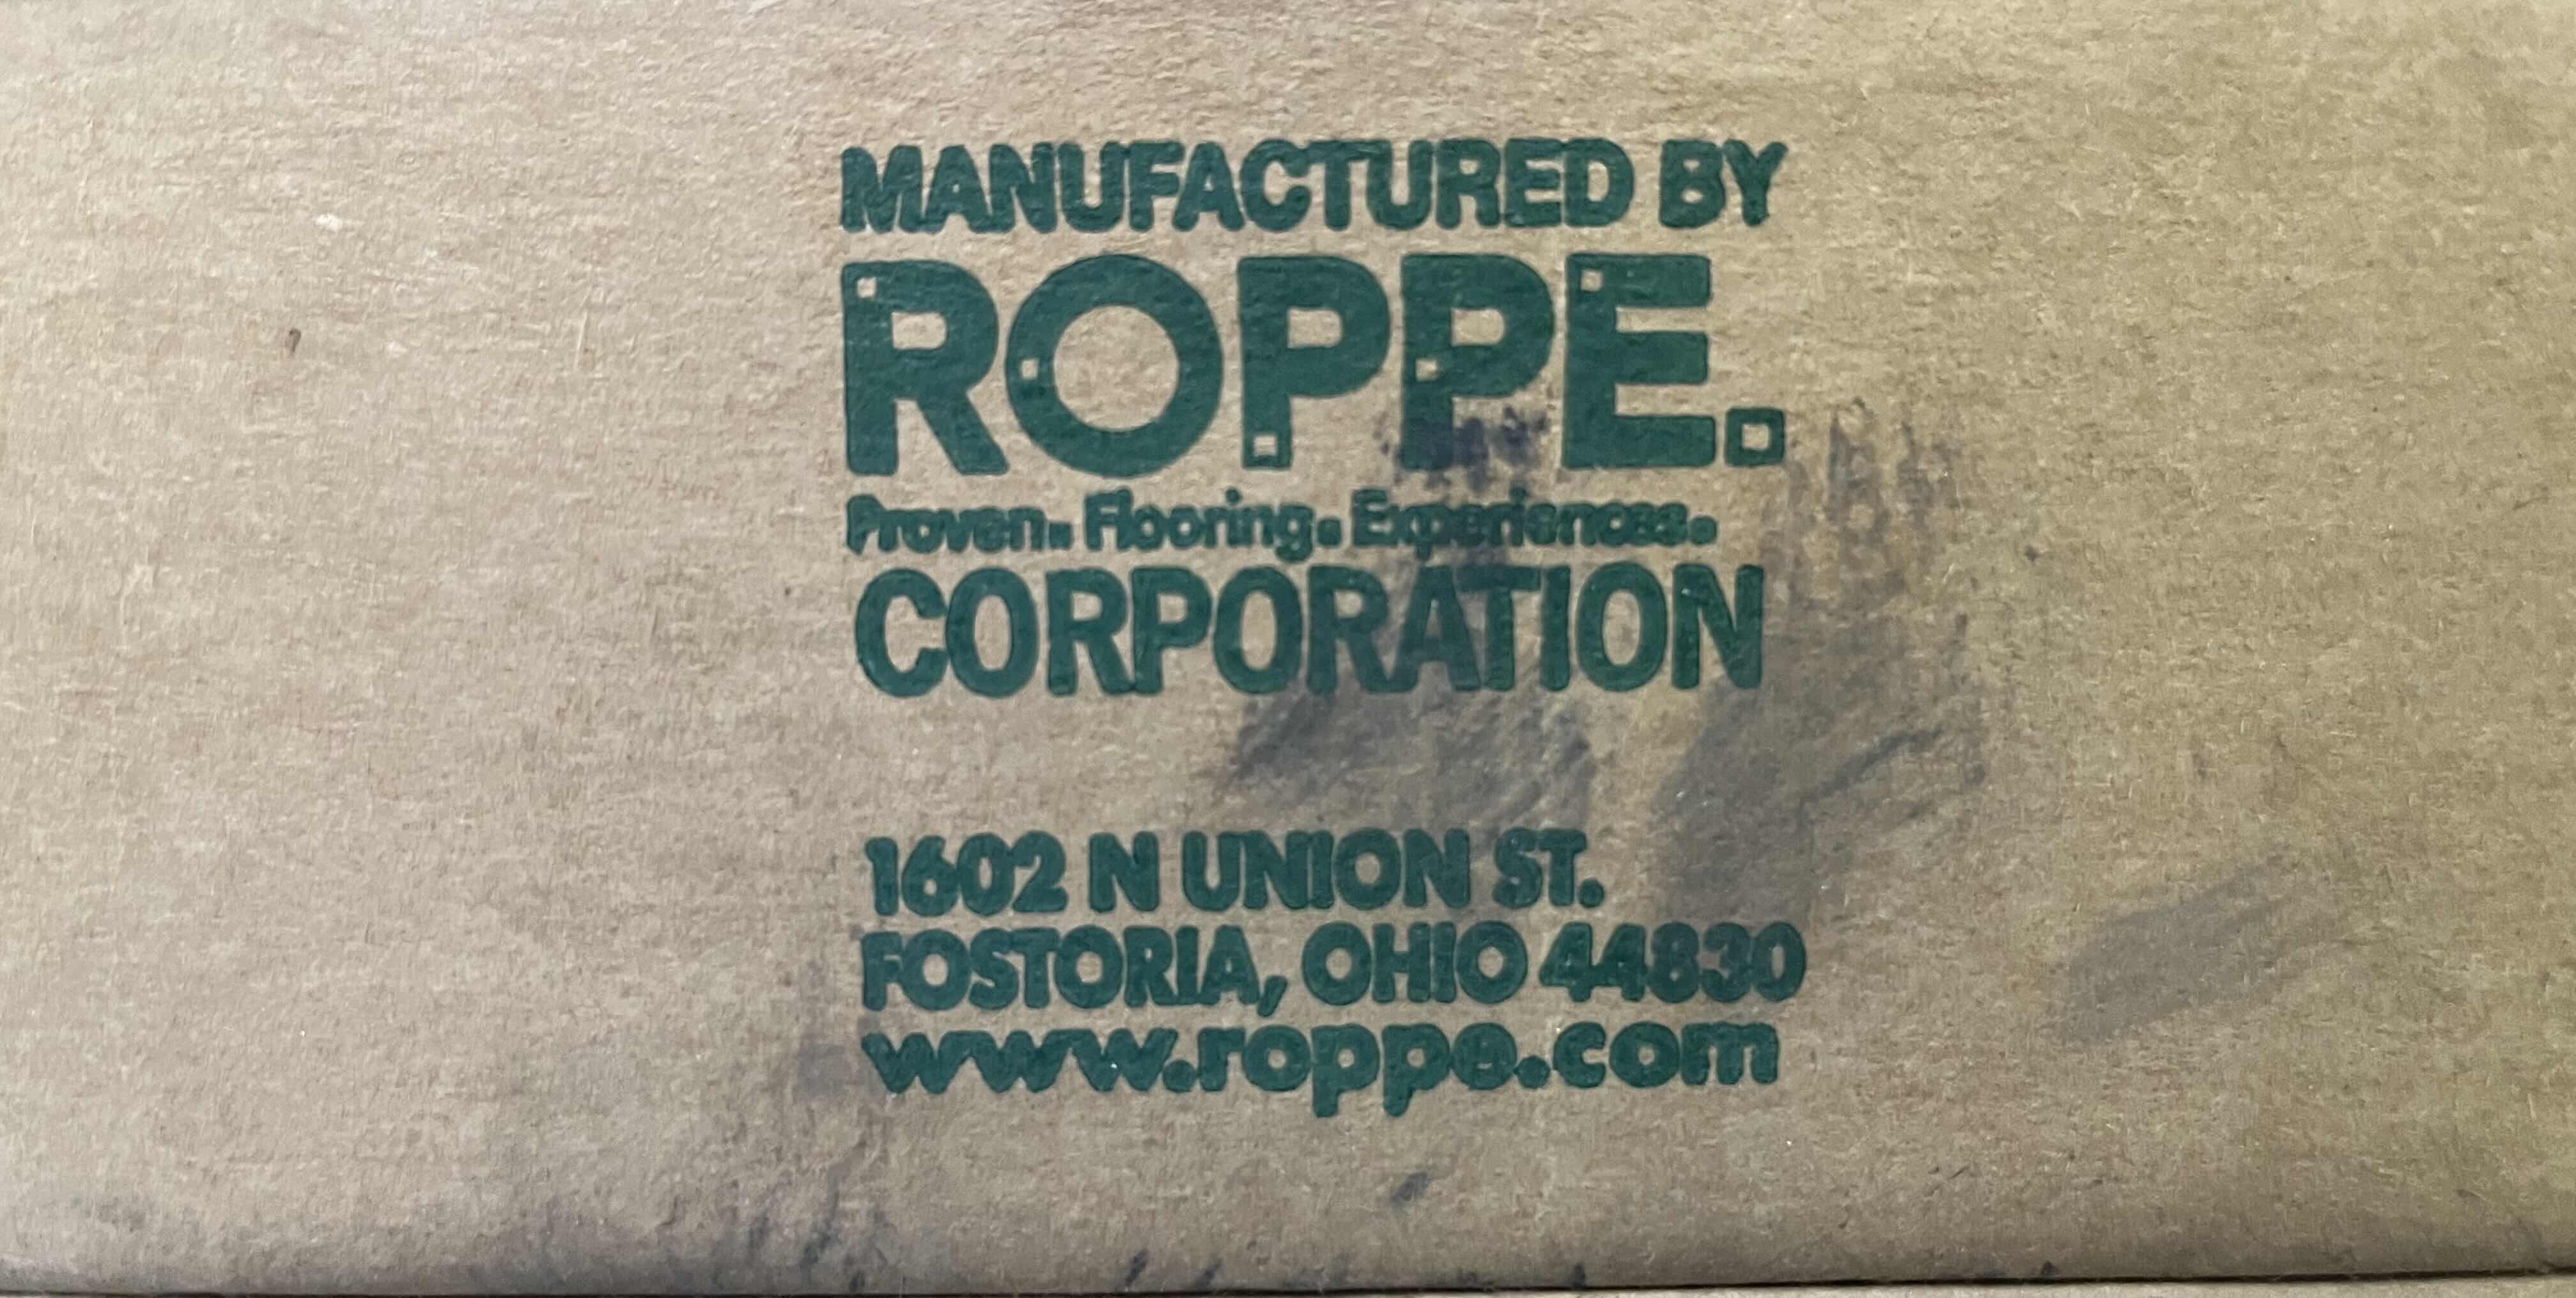 MANUFACTURED BY
ROPPE.
Proven. Flooring. Experiences.
CORPORATION
1602 N UNION ST.
FOSTORIA, OHIO 44830
www.roppe.com